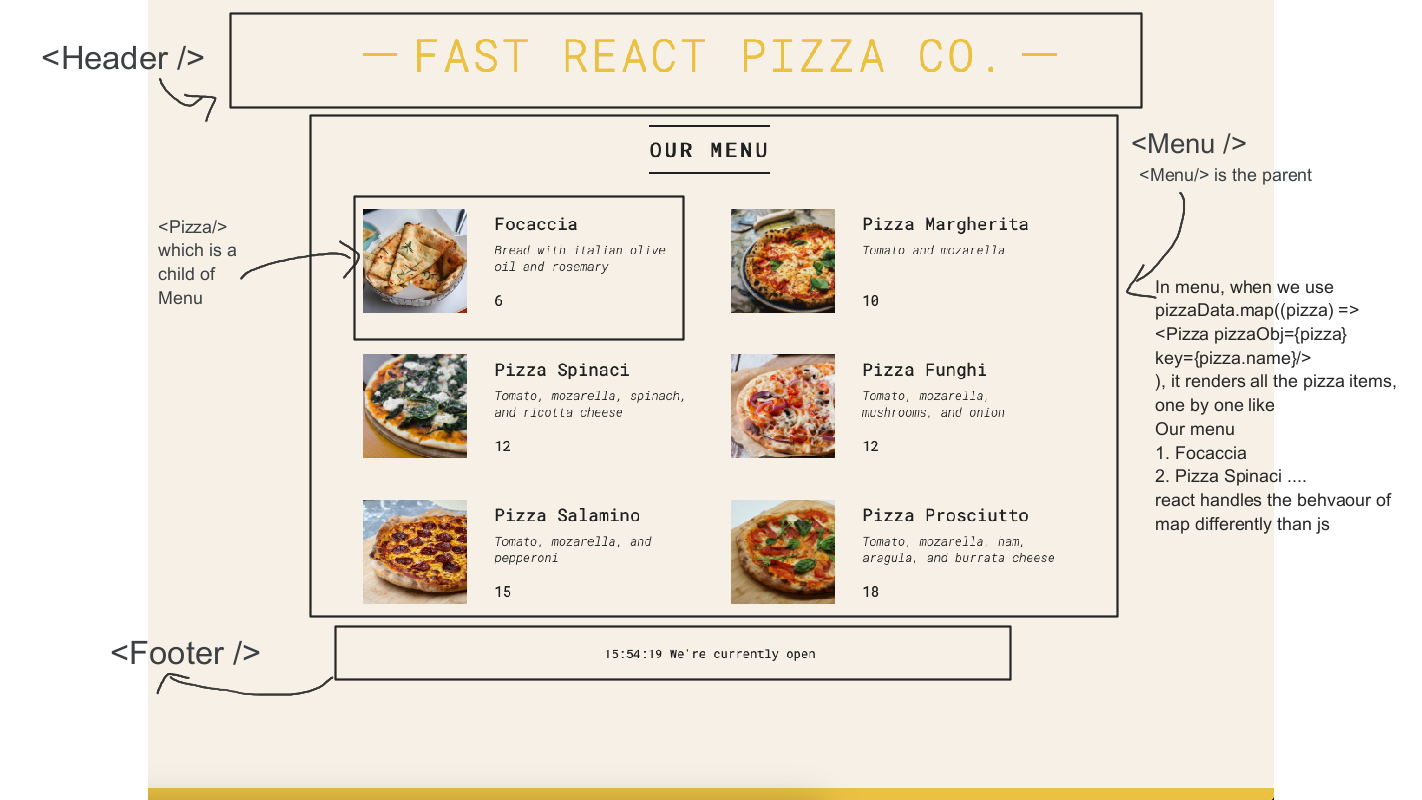 <Header />
— FAST REACT PIZZA CO. —
OUR MENU
<Menu />
<Menu/> is the parent
<Pizza/>
which is a
child of
Menu
Focaccia
Bread with italian olive
oil and rosemary
6
Pizza Margherita
Tomato and mozarella
10
In menu, when we use
pizzaData.map((pizza) =>
<Pizza pizzaObj={pizza}
key={pizza.name}/>
), it renders all the pizza items,
one by one like
Our menu
1. Focaccia
2. Pizza Spinaci ....
react handles the behvaour of
map differently than js
Pizza Spinaci
Tomato, mozarella, spinach,
and ricotta cheese
12
Pizza Funghi
Tomato, mozarella,
mushrooms, and onion
12
Pizza Salamino
Tomato, mozarella, and
pepperoni
15
Pizza Prosciutto
Tomato, mozarella, ham,
aragula, and burrata cheese
18
<Footer />
15:54:19 We're currently open